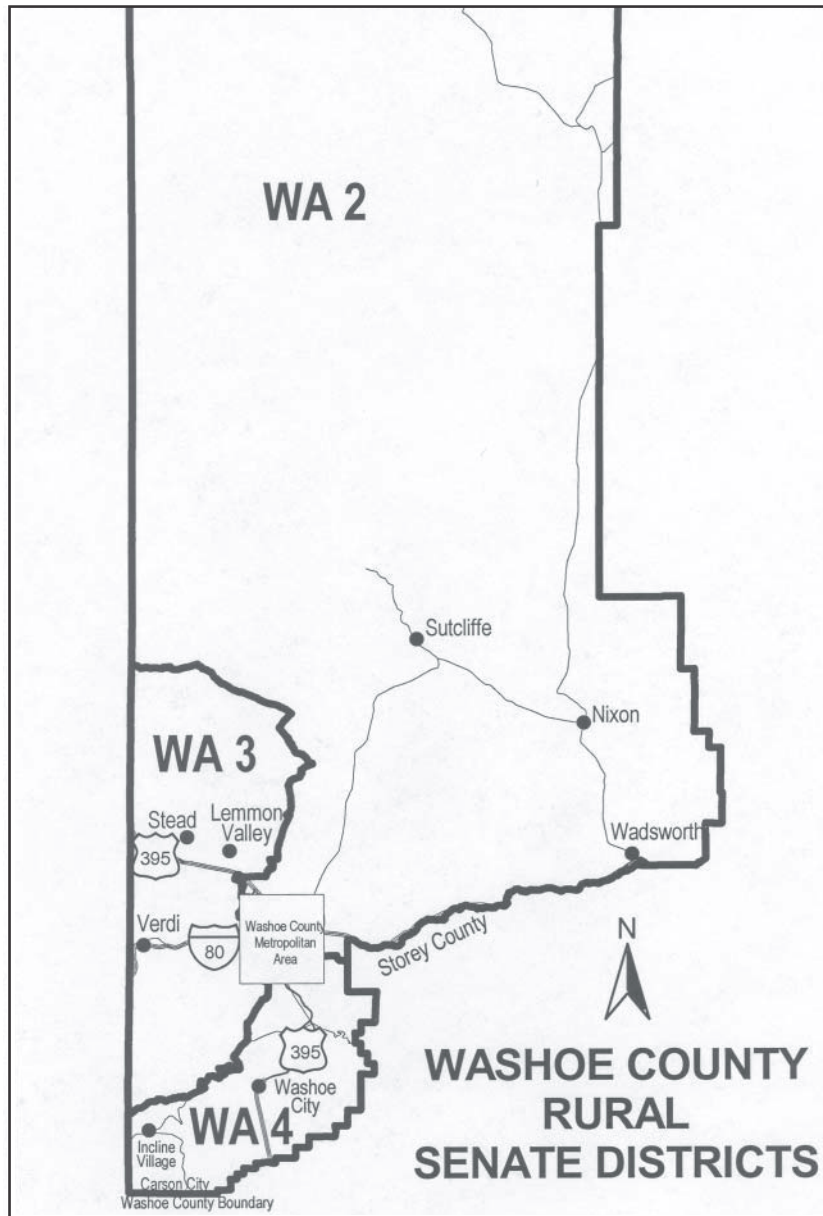 WA 2
Sutcliffe
Nixon
WA 3
Stead
Lemmon
Valley
395
Wadsworth
Verdi
80
Washoe County
Metropolitan
Area
Storey County
N
395
Washoe
City
WA 4
Incline
Village
Carson City
Washoe County Boundary
WASHOE COUNTY
RURAL
SENATE DISTRICTS